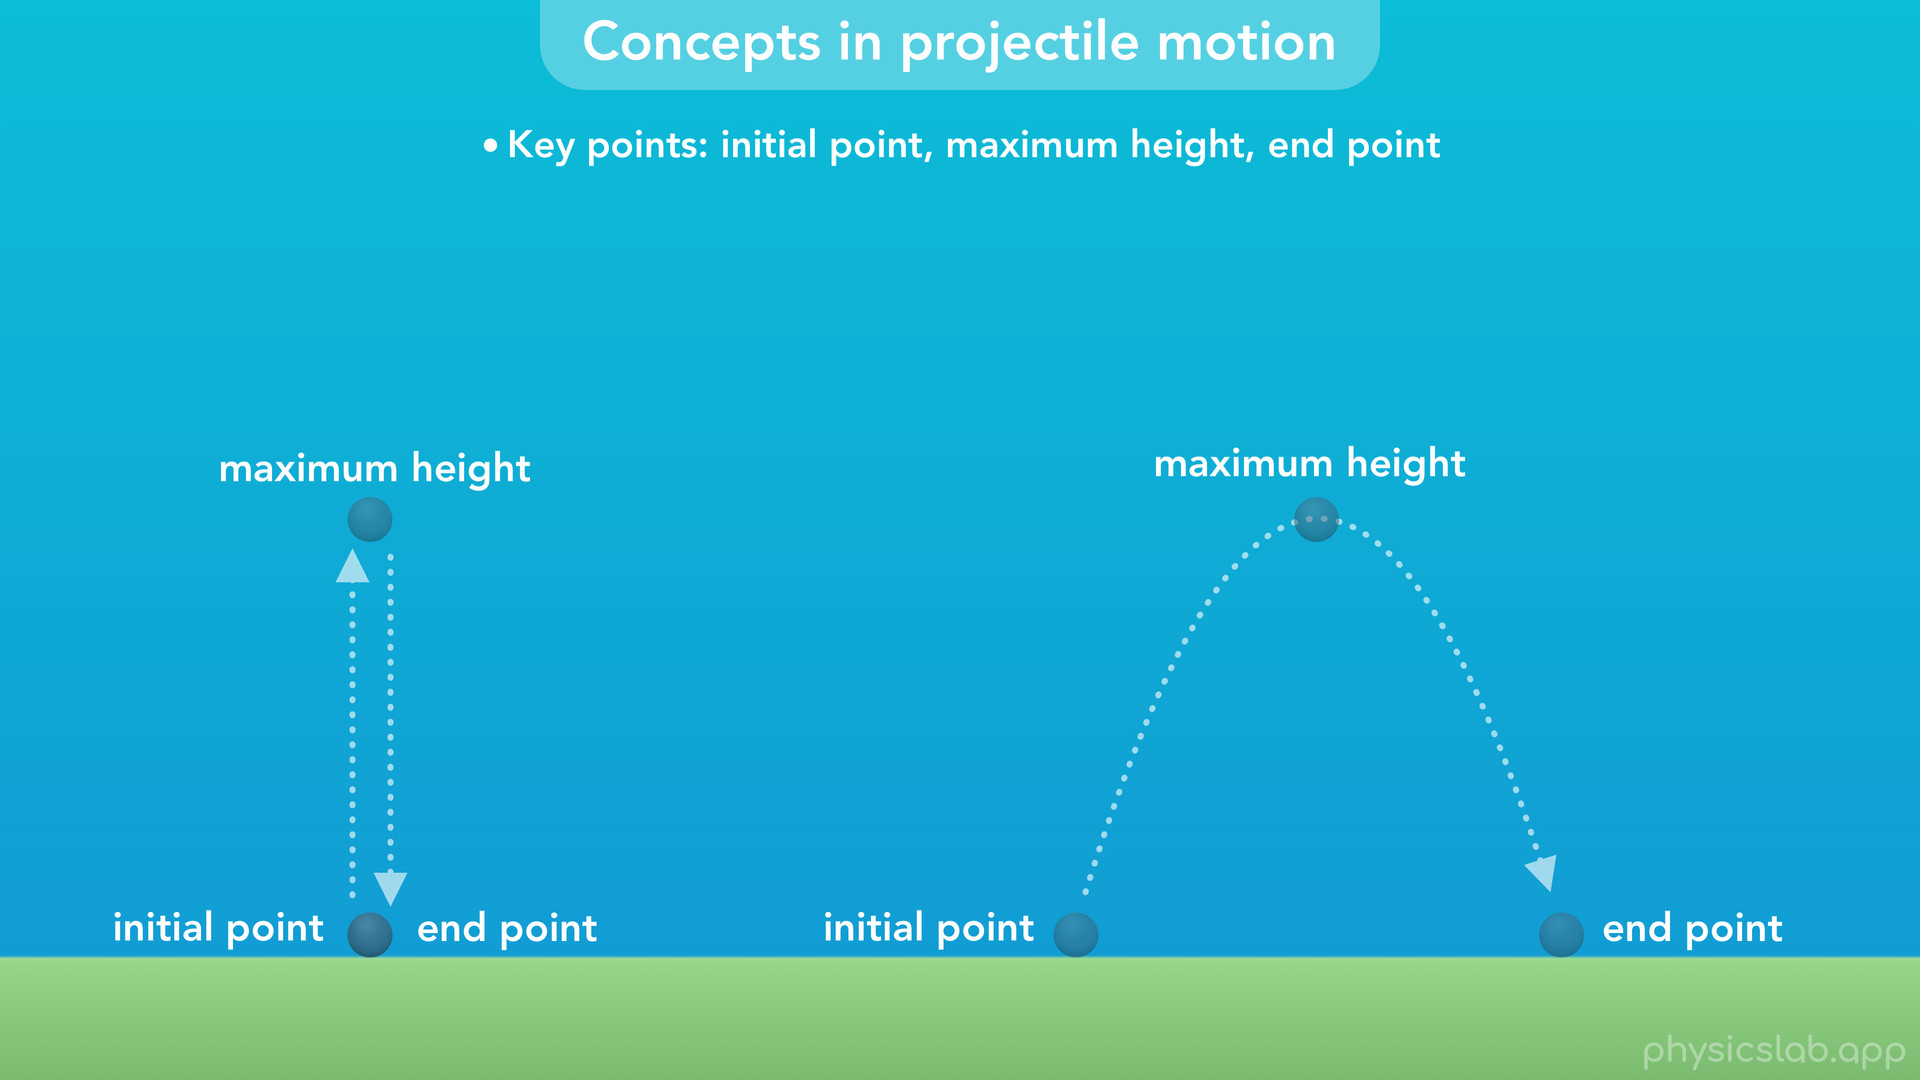 Concepts in projectile motion
• Key points: initial point, maximum height, end point
maximum height
maximum height
initial point
end point
initial point
end point
physicslab.app